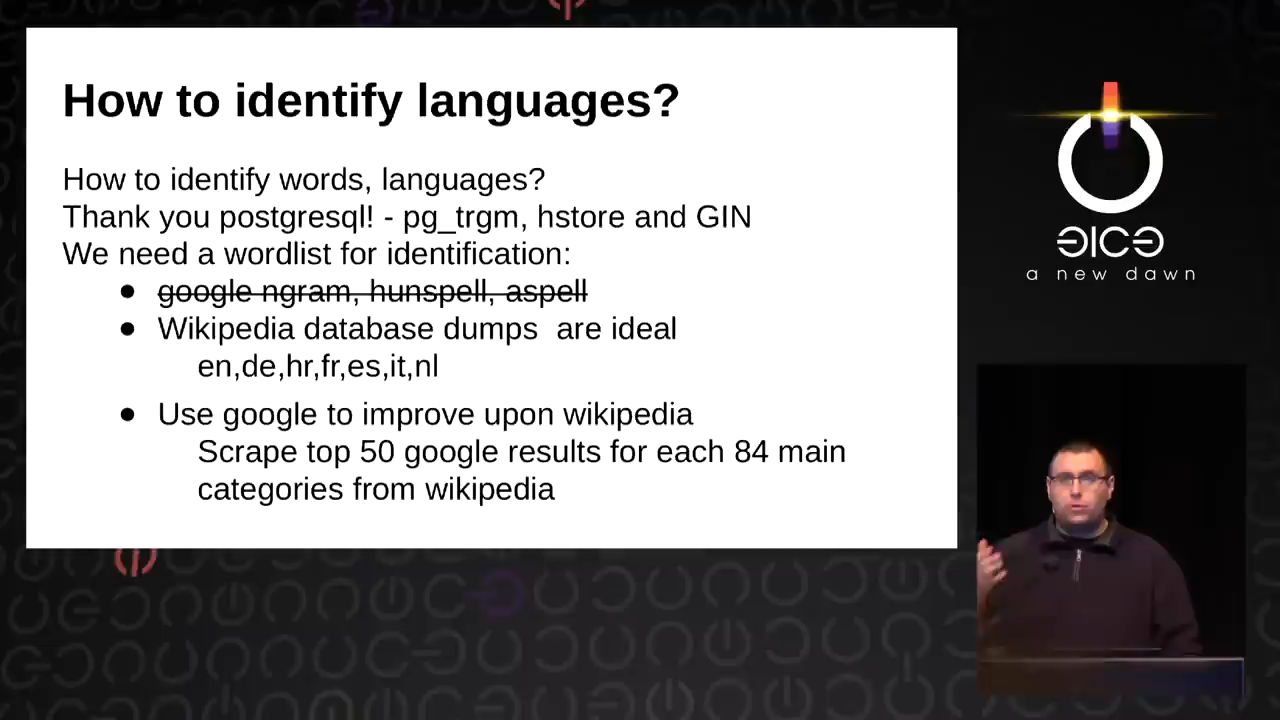 How to identify languages?
How to identify words, languages?
Thank you postgresql! - pg_trgm, hstore and GIN
We need a wordlist for identification:
● google ngram, hunspell, aspell
● Wikipedia database dumps  are ideal
en,de,hr,fr,es,it,nl
● Use google to improve upon wikipedia
Scrape top 50 google results for each 84 main
categories from wikipedia
a new dawn